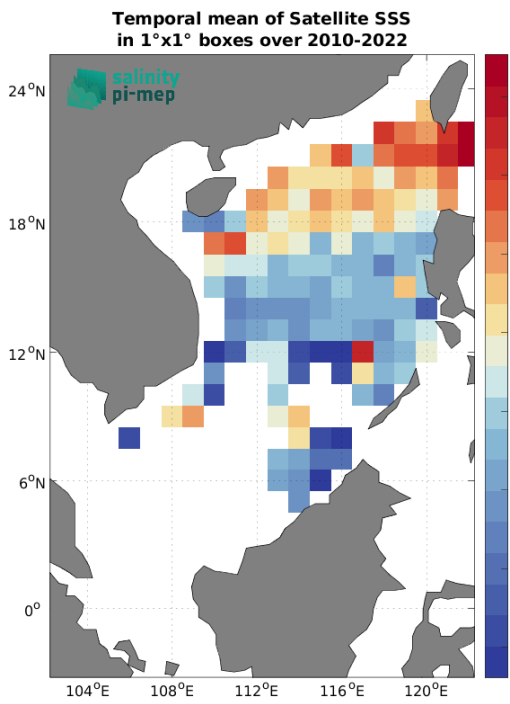 Temporal mean of Satellite SSS
in 1°x1° boxes over 2010-2022
salinity
pi-mep
24°N
18°N
12°N
6°N
0°
104°E 108°E 112°E 116°E 120°E